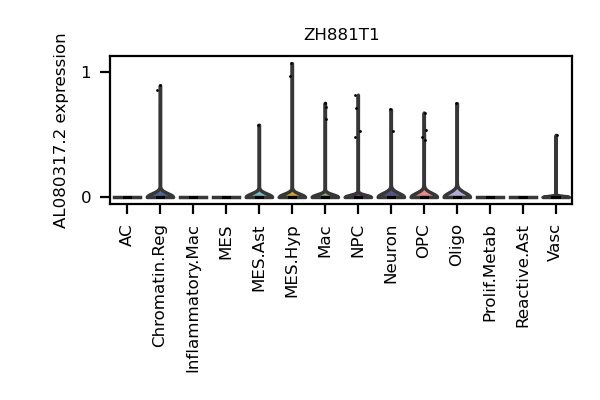 ZH881T1
AL080317.2 expression
1
0
AC
Chromatin.Reg
Inflammatory.Mac
MES
MES.Ast
MES.Hyp
Mac
NPC
Neuron
OPC
Oligo
Prolif.Metab
Reactive.Ast
Vasc